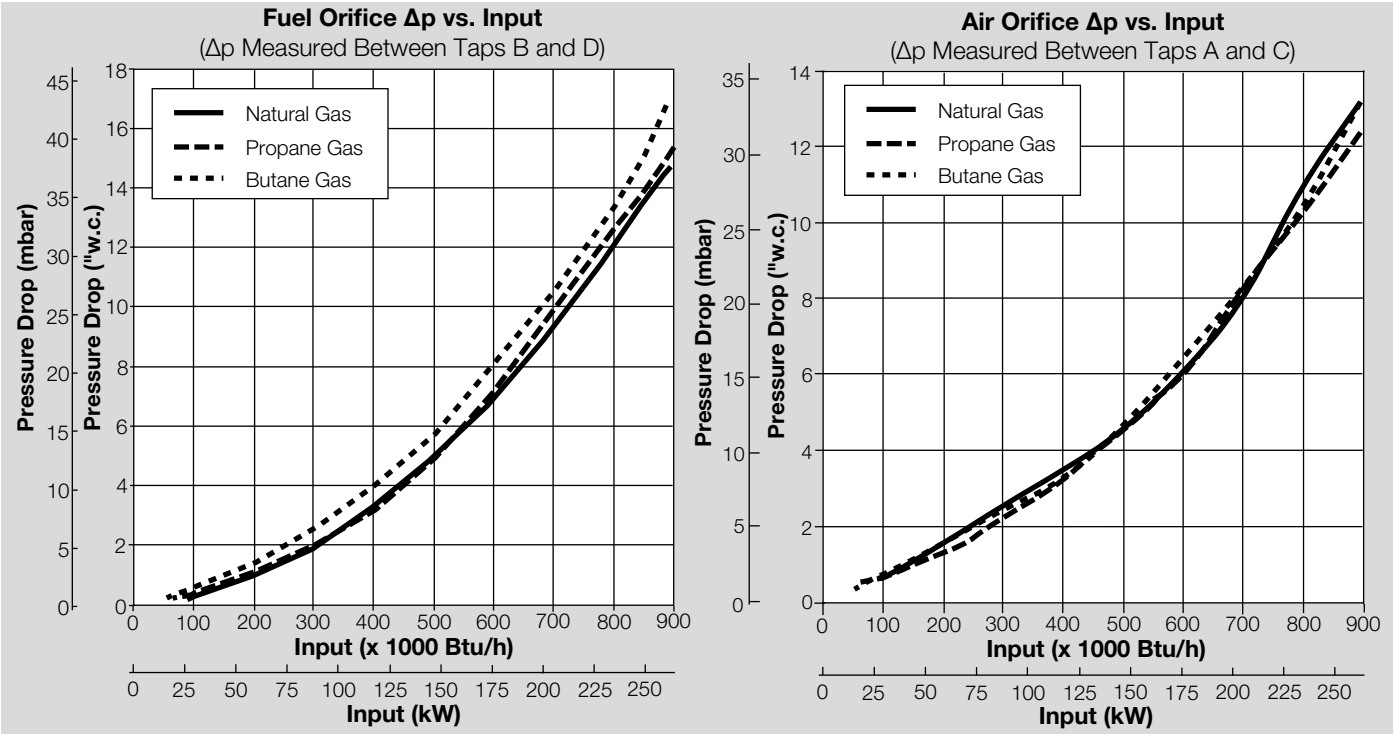 Fuel Orifice Δp vs. Input
(Δp Measured Between Taps B and D)
Pressure Drop (mbar)
45
40
35
30
25
20
15
10
5
0
Pressure Drop ("w.c.)
18
16
14
12
10
8
6
4
2
0
Natural Gas
Propane Gas
Butane Gas
0 100 200 300 400 500 600 700 800 900
Input (x 1000 Btu/h)
0 25 50 75 100 125 150 175 200 225 250
Input (kW)
Air Orifice Δp vs. Input
(Δp Measured Between Taps A and C)
Pressure Drop (mbar)
35
30
25
20
15
10
5
0
Pressure Drop ("w.c.)
14
12
10
8
6
4
2
0
Natural Gas
Propane Gas
Butane Gas
0 100 200 300 400 500 600 700 800 900
Input (x 1000 Btu/h)
0 25 50 75 100 125 150 175 200 225 250
Input (kW)